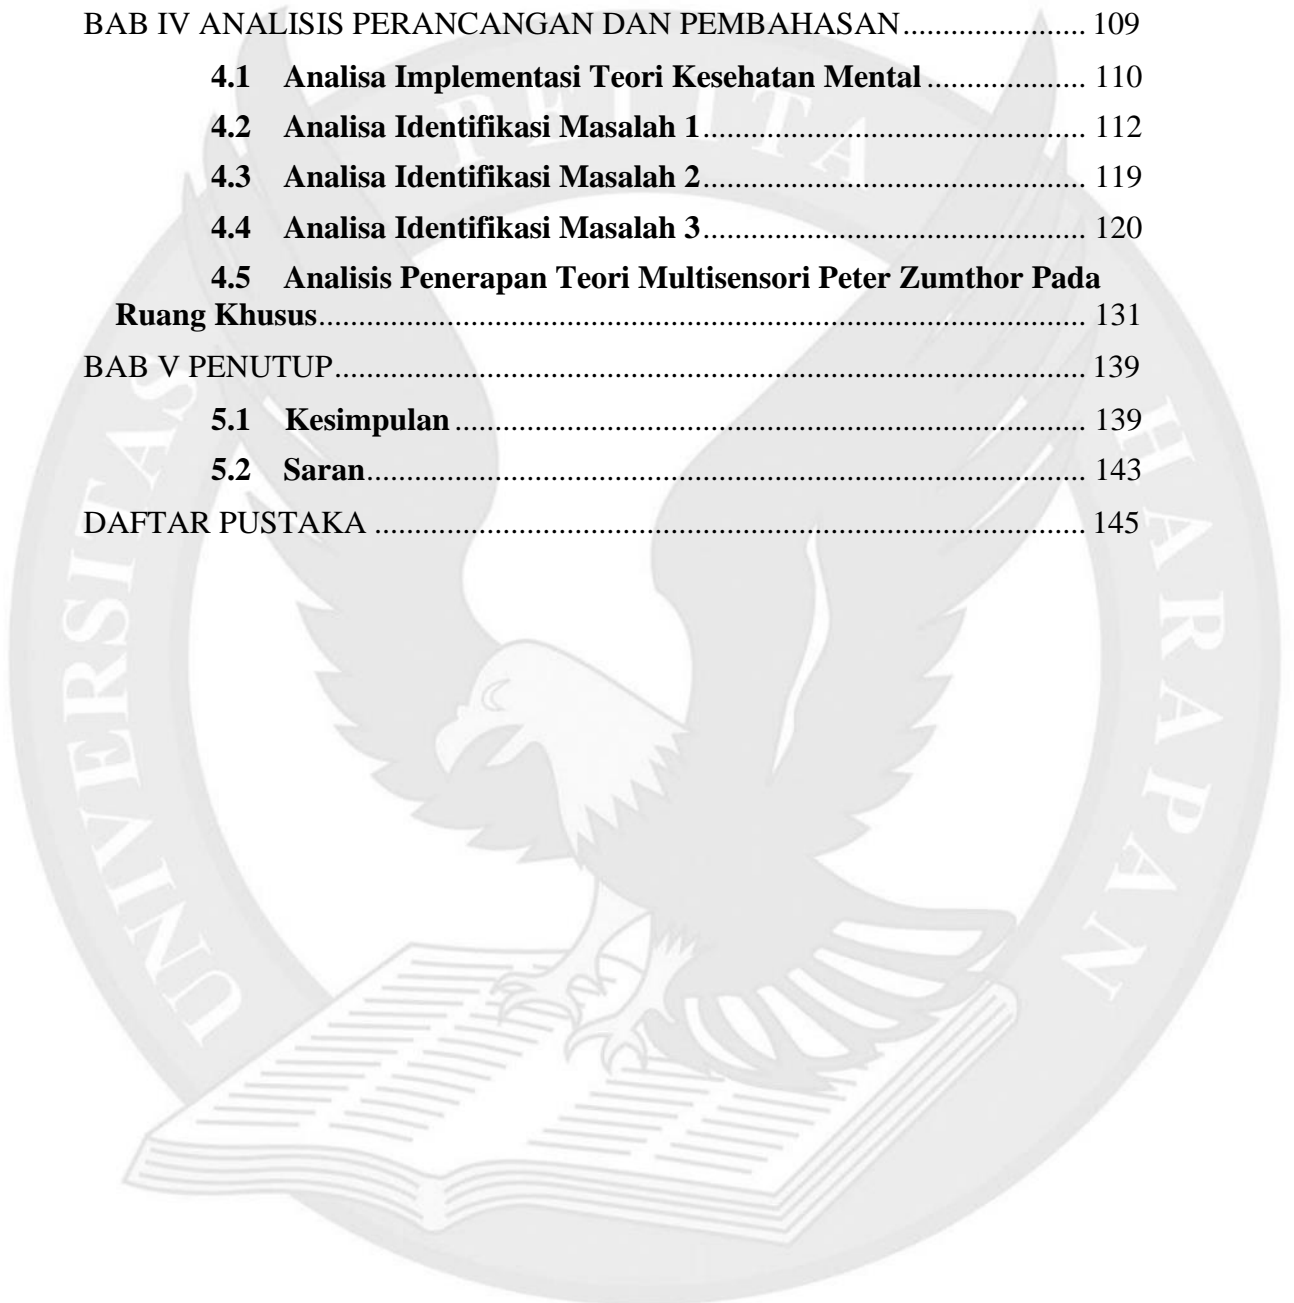 BAB IV ANALISIS PERANCANGAN DAN PEMBAHASAN....................... 109
4.1 Analisa Implementasi Teori Kesehatan Mental.................... 110
4.2 Analisa Identifikasi Masalah 1................................................ 112
4.3 Analisa Identifikasi Masalah 2................................................ 119
4.4 Analisa Identifikasi Masalah 3................................................ 120
4.5 Analisis Penerapan Teori Multisensori Peter Zumthor Pada
Ruang Khusus................................................................................................ 131
BAB V PENUTUP.............................................................................................. 139
5.1 Kesimpulan............................................................................... 139
5.2 Saran.......................................................................................... 143
DAFTAR PUSTAKA ......................................................................................... 145
UNIVERSITAS
PELITA
HARAPAN